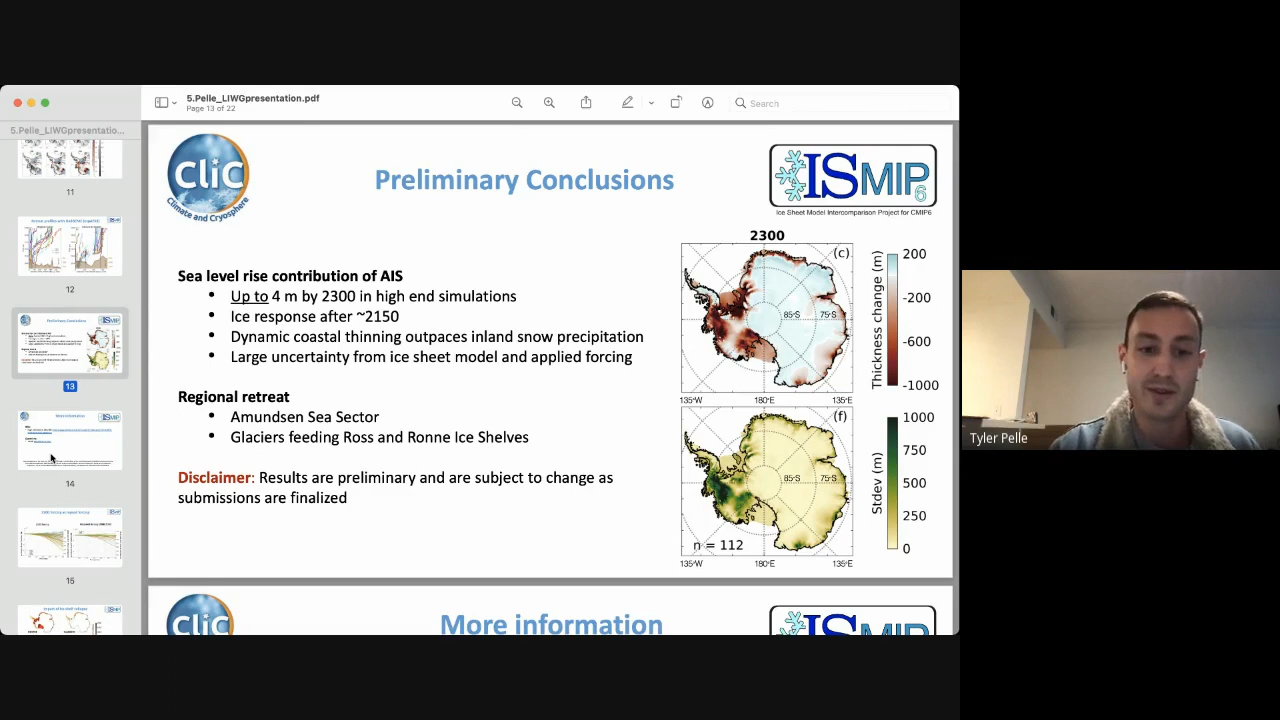 5.Pelle_LIWGpresentation.pdf
Page 13 of 22
Search
5.Pelle_LIWGpresentatio...
11
12
13
14
15
Clic
Climate and Cryosphere
Preliminary Conclusions
ISMIP6
Ice Sheet Model Intercomparison Project for CMIP6
Sea level rise contribution of AIS
• Up to 4 m by 2300 in high end simulations
• Ice response after ~2150
• Dynamic coastal thinning outpaces inland snow precipitation
• Large uncertainty from ice sheet model and applied forcing
Regional retreat
• Amundsen Sea Sector
• Glaciers feeding Ross and Ronne Ice Shelves
Disclaimer: Results are preliminary and are subject to change as
submissions are finalized
2300
(c)
85°S 75°S
135°W 180°E 135°E
Thickness change (m)
200
-200
-600
-1000
(f)
85°S 75°S
n = 112
135°W 180°E 135°E
Stdev (m)
1000
750
500
250
0
Clic
More information
ISMIP
Tyler Pelle